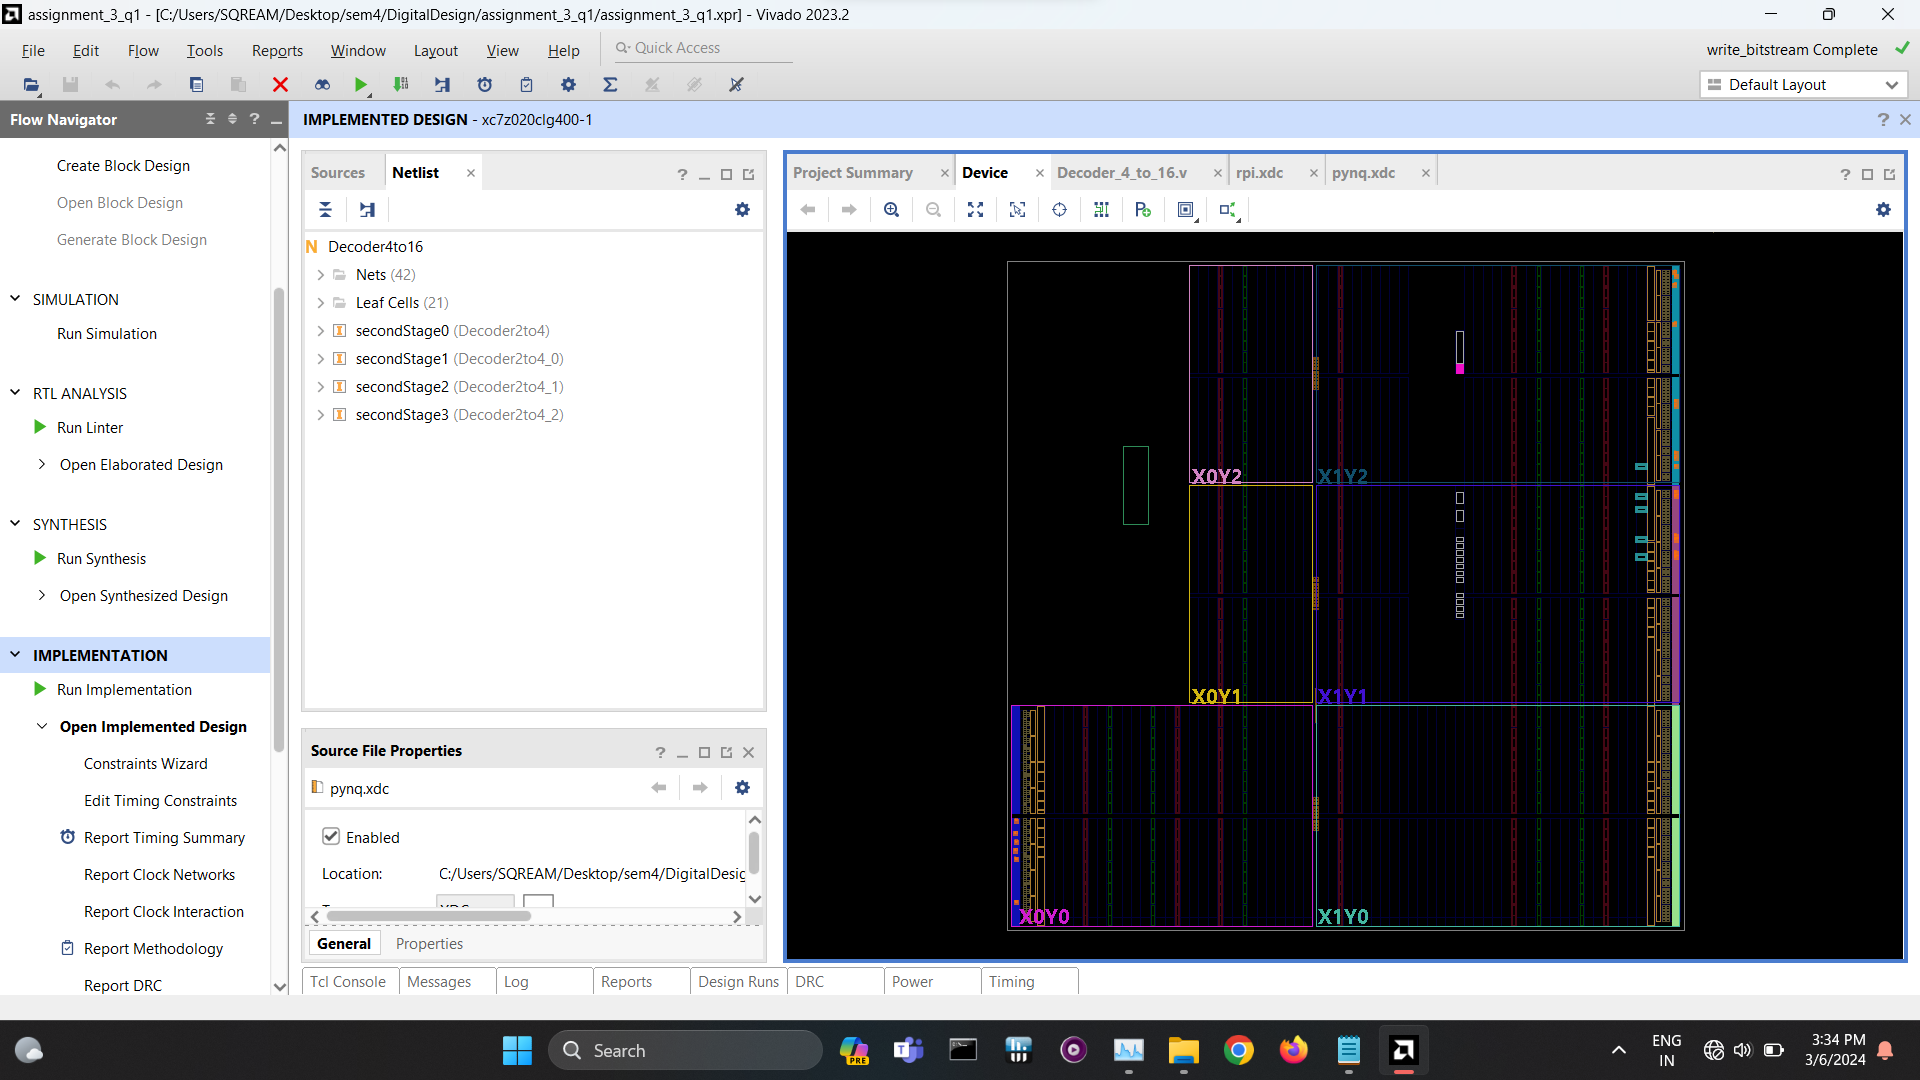 assignment_3_q1 - [C:/Users/SQREAM/Desktop/sem4/DigitalDesign/assignment_3_q1/assignment_3_q1.xpr] - Vivado 2023.2
File Edit Flow Tools Reports Window Layout View Help Quick Access
write_bitstream Complete
Default Layout
Flow Navigator
Create Block Design
Open Block Design
Generate Block Design
SIMULATION
Run Simulation
RTL ANALYSIS
Run Linter
Open Elaborated Design
SYNTHESIS
Run Synthesis
Open Synthesized Design
IMPLEMENTATION
Run Implementation
Open Implemented Design
Constraints Wizard
Edit Timing Constraints
Report Timing Summary
Report Clock Networks
Report Clock Interaction
Report Methodology
Report DRC
IMPLEMENTED DESIGN - xc7z020clg400-1
Sources Netlist
N Decoder4to16
Nets (42)
Leaf Cells (21)
secondStage0 (Decoder2to4)
secondStage1 (Decoder2to4_0)
secondStage2 (Decoder2to4_1)
secondStage3 (Decoder2to4_2)
Source File Properties
pynq.xdc
Enabled
Location: C:/Users/SQREAM/Desktop/sem4/DigitalDesig
General Properties
Project Summary Device Decoder_4_to_16.v rpi.xdc pynq.xdc
X0Y2 X1Y2
X0Y1 X1Y1
X0Y0 X1Y0
Tcl Console Messages Log Reports Design Runs DRC Power Timing
Search
PRE
ENG
IN
3:34 PM
3/6/2024